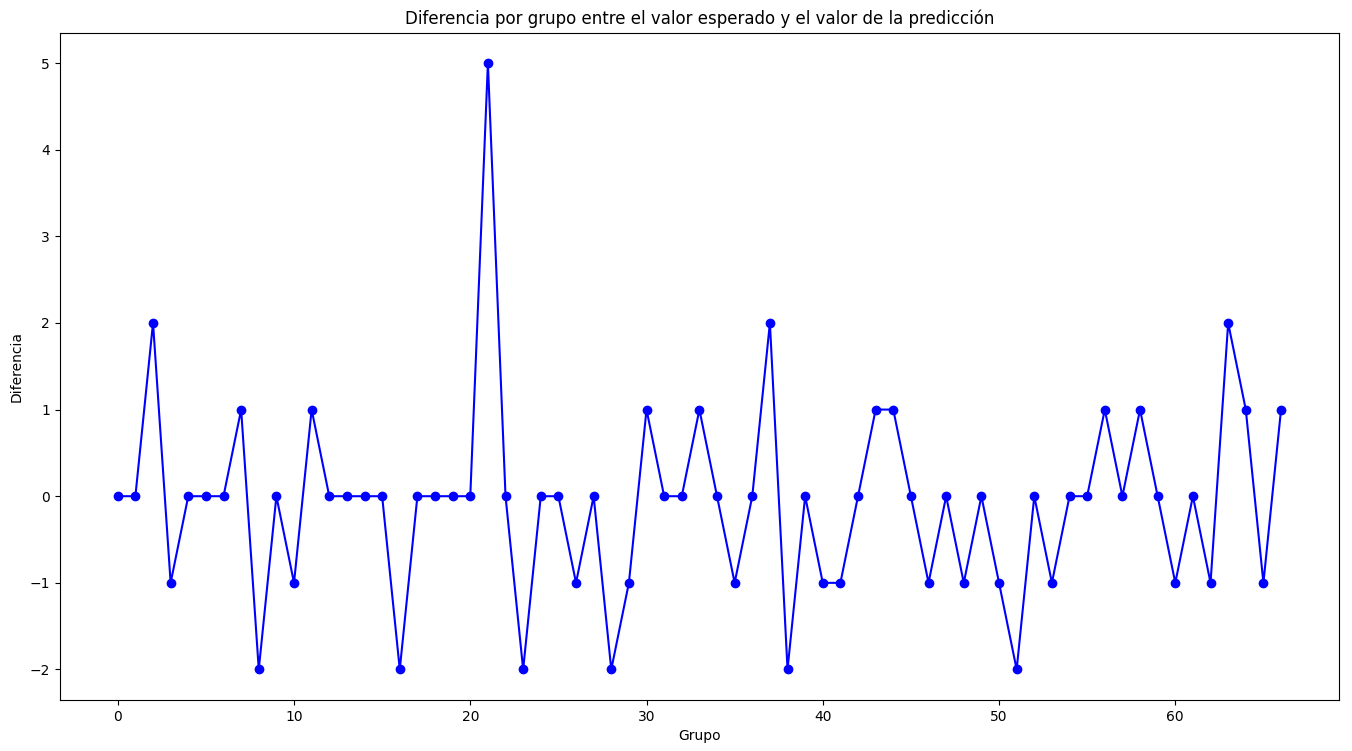 Diferencia por grupo entre el valor esperado y el valor de la predicción
5
4
3
2
1
0
−1
−2
Diferencia
0 10 20 30 40 50 60
Grupo